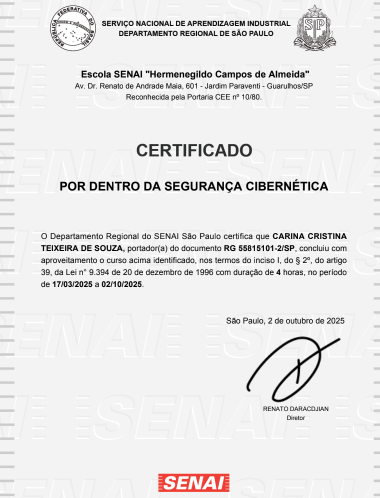 SERVIÇO NACIONAL DE APRENDIZAGEM INDUSTRIAL
DEPARTAMENTO REGIONAL DE SÃO PAULO
Escola SENAI "Hermenegildo Campos de Almeida"
Av. Dr. Renato de Andrade Maia, 601 - Jardim Paraventi - Guarulhos/SP
Reconhecida pela Portaria CEE nº 10/80.
CERTIFICADO
POR DENTRO DA SEGURANÇA CIBERNÉTICA
O Departamento Regional do SENAI São Paulo certifica que CARINA CRISTINA
TEIXEIRA DE SOUZA, portador(a) do documento RG 55815101-2/SP, concluiu com
aproveitamento o curso acima identificado, nos termos do inciso I, do § 2º, do artigo
39, da Lei n° 9.394 de 20 de dezembro de 1996 com duração de 4 horas, no período
de 17/03/2025 a 02/10/2025.
São Paulo, 2 de outubro de 2025
RENATO DARACDJIAN
Diretor
SENAI